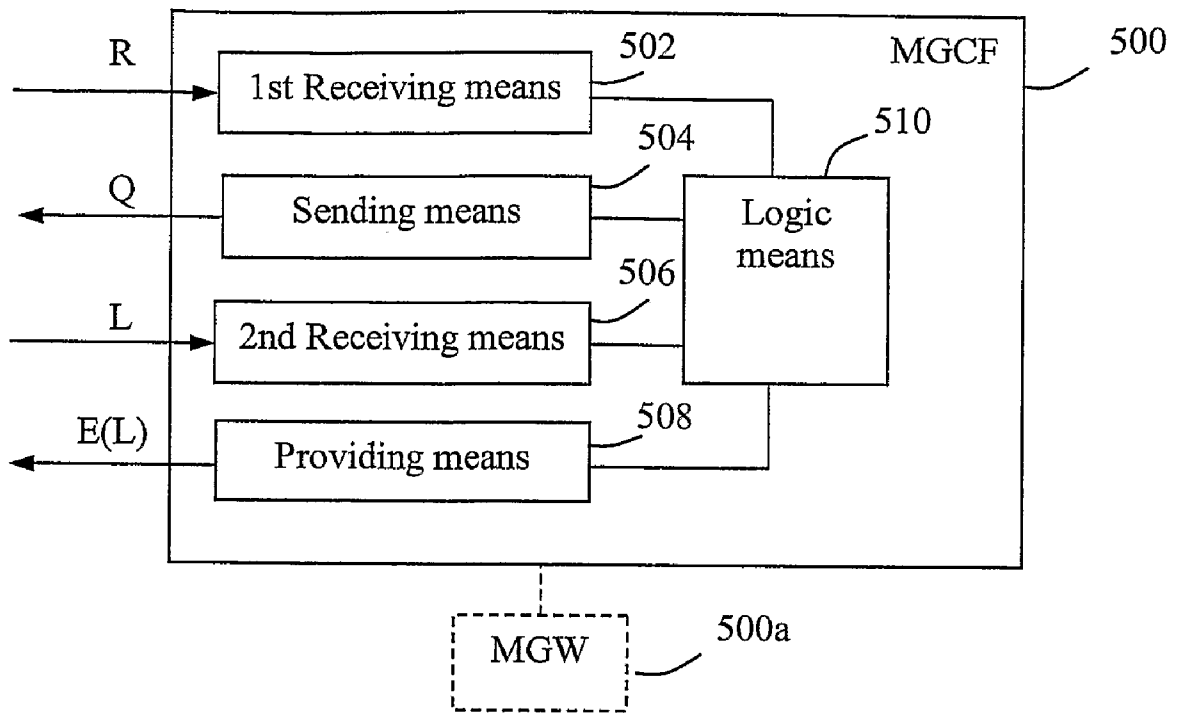 R
1st Receiving means
502
MGCF
500
Q
Sending means
504
510
Logic
means
L
2nd Receiving means
506
E(L)
Providing means
508
MGW
500a